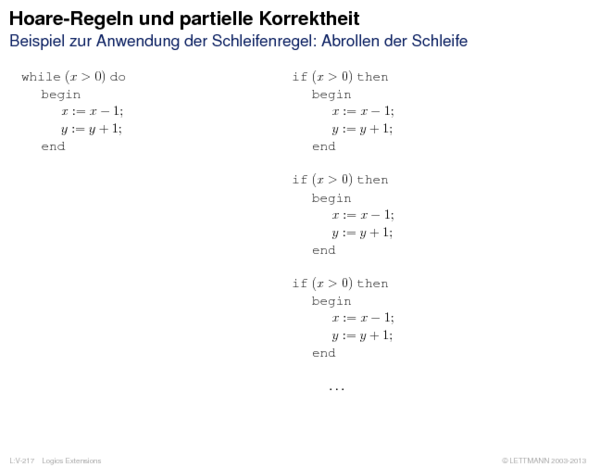 Hoare-Regeln und partielle Korrektheit
Beispiel zur Anwendung der Schleifenregel: Abrollen der Schleife
while (x > 0) do
begin
x := x − 1;
y := y + 1;
end
if (x > 0) then
begin
x := x − 1;
y := y + 1;
end
if (x > 0) then
begin
x := x − 1;
y := y + 1;
end
if (x > 0) then
begin
x := x − 1;
y := y + 1;
end
...
L:V-217 Logics Extensions
© LETTMANN 2003-2013